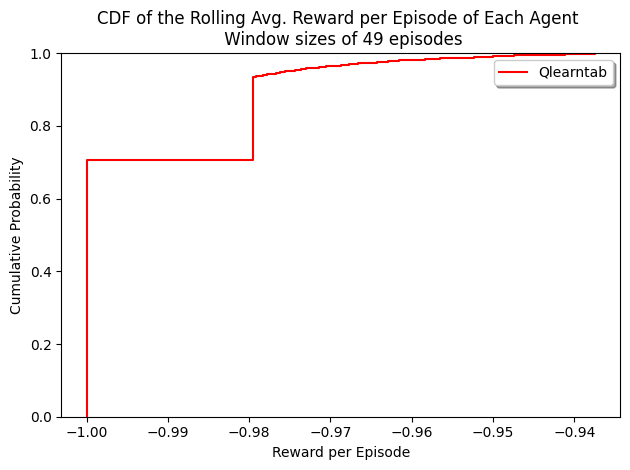 CDF of the Rolling Avg. Reward per Episode of Each Agent
Window sizes of 49 episodes
Qlearntab
1.0
0.8
0.6
0.4
0.2
0.0
Cumulative Probability
−1.00 −0.99 −0.98 −0.97 −0.96 −0.95 −0.94
Reward per Episode